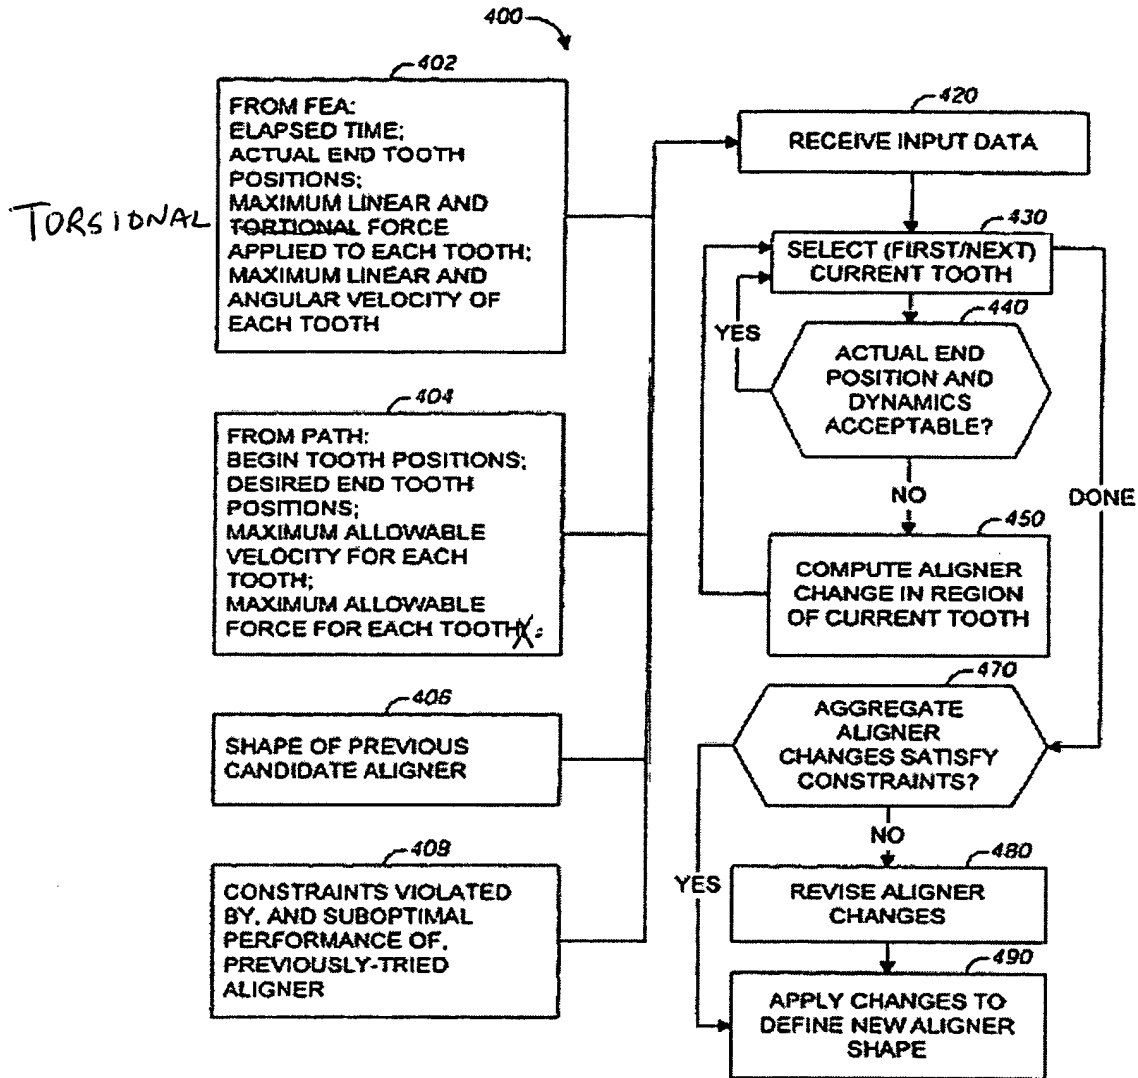 400
402
FROM FEA:
ELAPSED TIME;
ACTUAL END TOOTH
POSITIONS;
MAXIMUM LINEAR AND
TORSIONAL
TORTIONAL FORCE
APPLIED TO EACH TOOTH;
MAXIMUM LINEAR AND
ANGULAR VELOCITY OF
EACH TOOTH
404
FROM PATH:
BEGIN TOOTH POSITIONS;
DESIRED END TOOTH
POSITIONS;
MAXIMUM ALLOWABLE
VELOCITY FOR EACH
TOOTH;
MAXIMUM ALLOWABLE
FORCE FOR EACH TOOTH
406
SHAPE OF PREVIOUS
CANDIDATE ALIGNER
408
CONSTRAINTS VIOLATED
BY, AND SUBOPTIMAL
PERFORMANCE OF,
PREVIOUSLY-TRIED
ALIGNER
420
RECEIVE INPUT DATA
430
SELECT (FIRST/NEXT)
CURRENT TOOTH
YES
440
ACTUAL END
POSITION AND
DYNAMICS
ACCEPTABLE?
NO
DONE
450
COMPUTE ALIGNER
CHANGE IN REGION
OF CURRENT TOOTH
470
AGGREGATE
ALIGNER
CHANGES SATISFY
CONSTRAINTS?
NO
YES
480
REVISE ALIGNER
CHANGES
490
APPLY CHANGES TO
DEFINE NEW ALIGNER
SHAPE